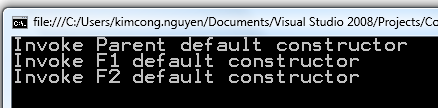 file:///C:/Users/kimcong.nguyen/Documents/Visual Studio 2008/Projects/Co
Invoke Parent default constructor
Invoke F1 default constructor
Invoke F2 default constructor